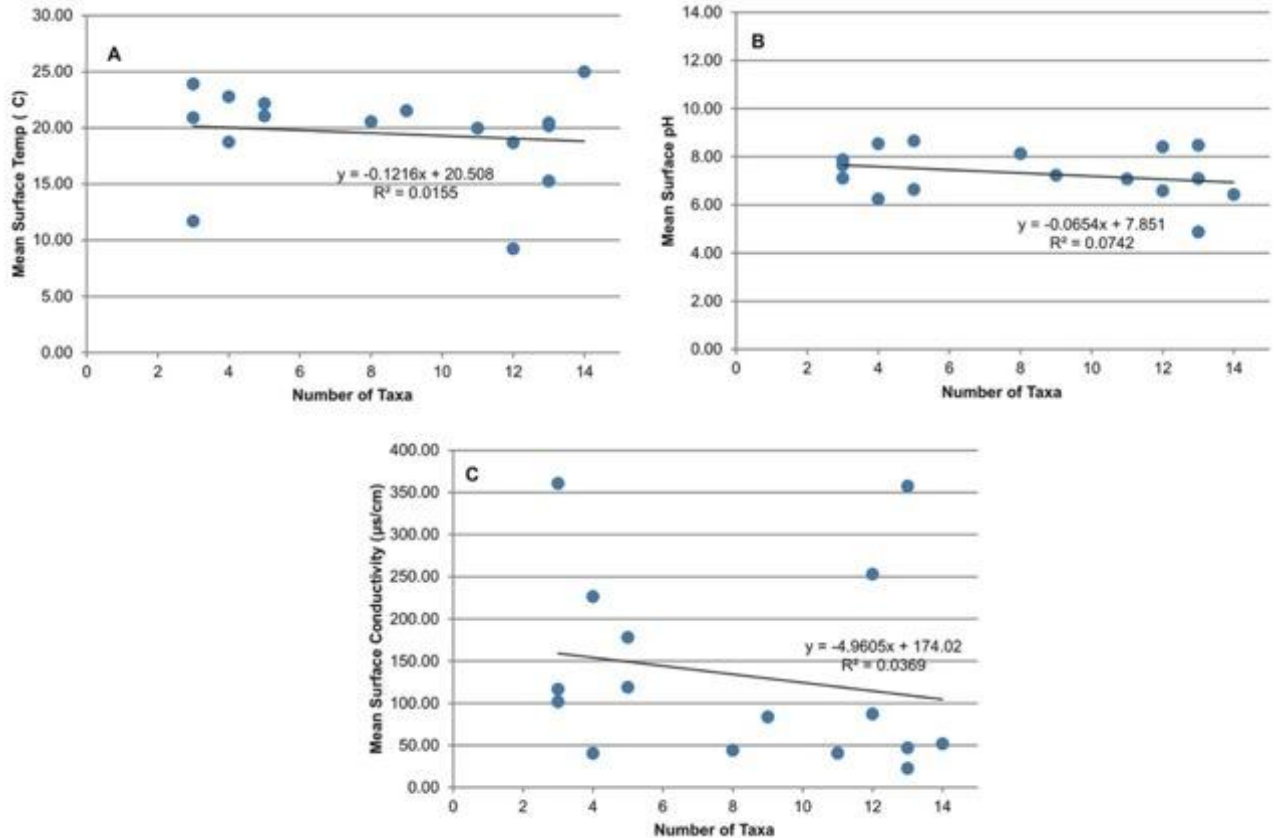 A
30.00
25.00
20.00
15.00
10.00
5.00
0.00
Mean Surface Temp ( C)
y = -0.1216x + 20.508
R² = 0.0155
0 2 4 6 8 10 12 14
Number of Taxa
B
14.00
12.00
10.00
8.00
6.00
4.00
2.00
0.00
Mean Surface pH
y = -0.0654x + 7.851
R² = 0.0742
0 2 4 6 8 10 12 14
Number of Taxa
C
400.00
350.00
300.00
250.00
200.00
150.00
100.00
50.00
0.00
Mean Surface Conductivity (µs/cm)
y = -4.9605x + 174.02
R² = 0.0369
0 2 4 6 8 10 12 14
Number of Taxa